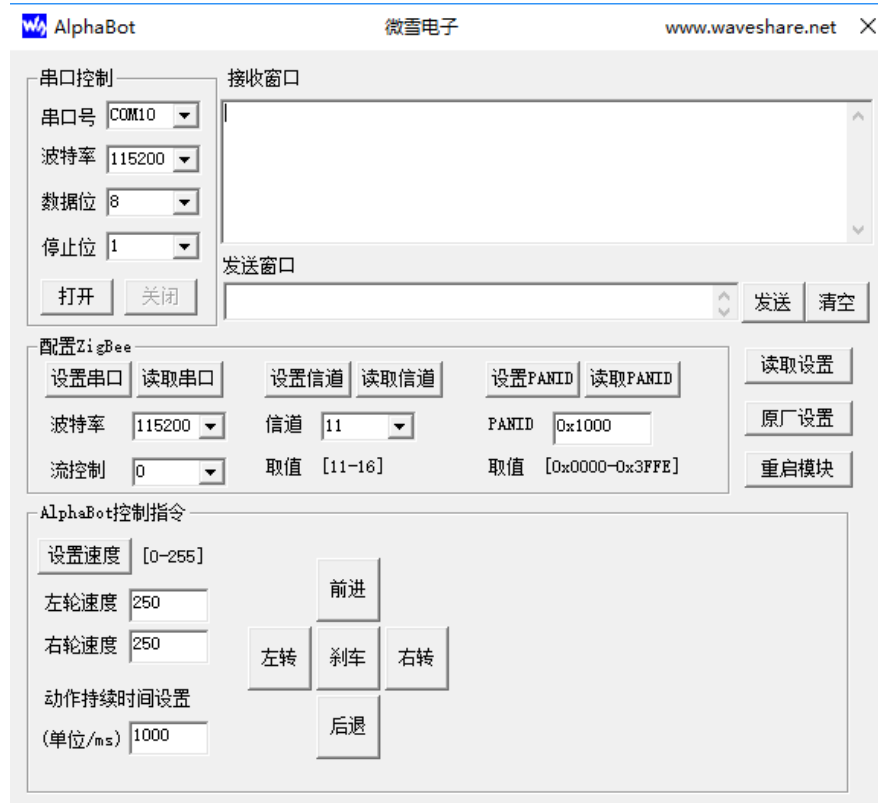 AlphaBot 微雪电子 www.waveshare.net
串口控制 接收窗口
串口号 COM10
波特率 115200
数据位 8
停止位 1
打开 关闭
发送窗口
发送 清空
配置ZigBee
设置串口 读取串口 设置信道 读取信道 设置PANID 读取PANID 读取设置
波特率 115200 信道 11 PANID 0x1000 原厂设置
流控制 0 取值 [11-16] 取值 [0x0000-0x3FFE] 重启模块
AlphaBot控制指令
设置速度 [0-255]
前进
左轮速度 250
右轮速度 250
左转 刹车 右转
动作持续时间设置
后退
(单位/ms) 1000